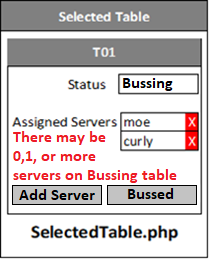 Selected Table
T01
Status Bussing
Assigned Servers moe X
curly X
There may be
0,1, or more
servers on Bussing table
Add Server Bussed
SelectedTable.php